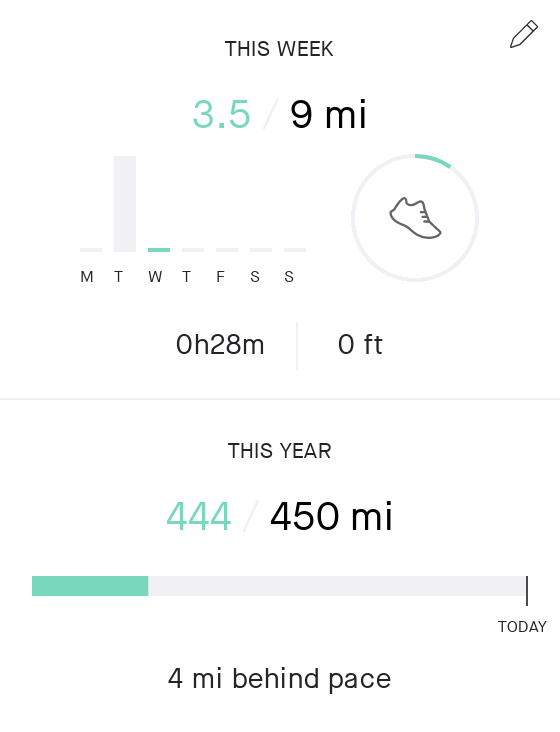 THIS WEEK
3.5 / 9 mi
M T W T F S S
0h28m | 0 ft
THIS YEAR
444 / 450 mi
TODAY
4 mi behind pace